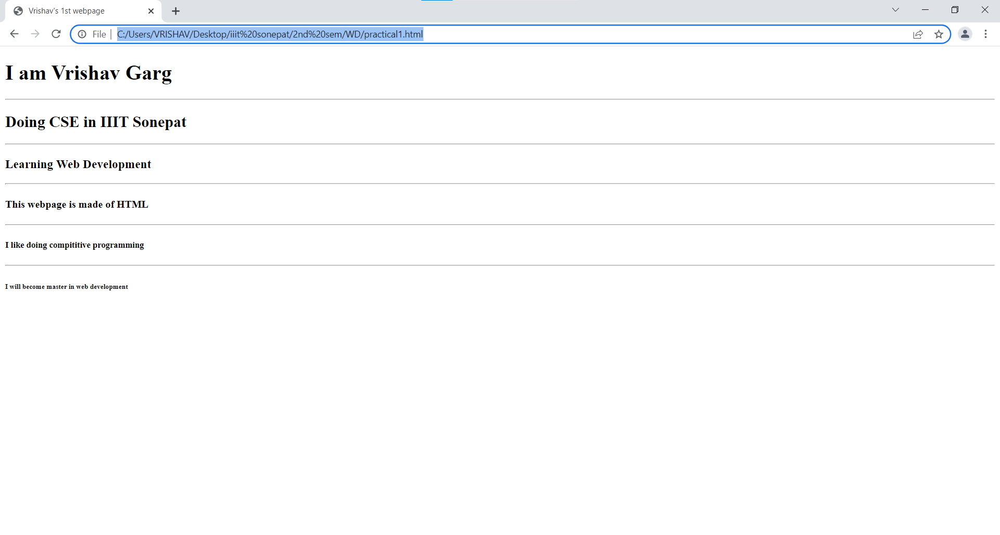 Vrishav's 1st webpage
File | C:/Users/VRISHAV/Desktop/iiit%20sonepat/2nd%20sem/WD/practical1.html
I am Vrishav Garg
Doing CSE in IIIT Sonepat
Learning Web Development
This webpage is made of HTML
I like doing compititive programming
I will become master in web development